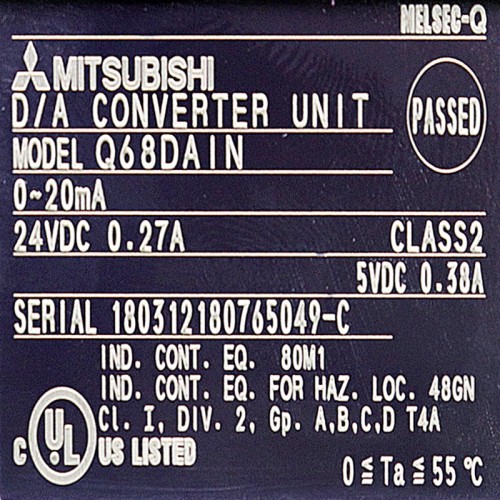 MELSEC-Q
MITSUBISHI
D/A CONVERTER UNIT
PASSED
MODEL Q68DAIN
0~20mA
24VDC 0.27A CLASS2
5VDC 0.38A
SERIAL 180312180765049-C
IND. CONT. EQ. 80M1
IND. CONT. EQ. FOR HAZ. LOC. 48GN
Cl. I, DIV. 2, Gp. A,B,C,D T4A
C UL US LISTED
0≦Ta≦55℃